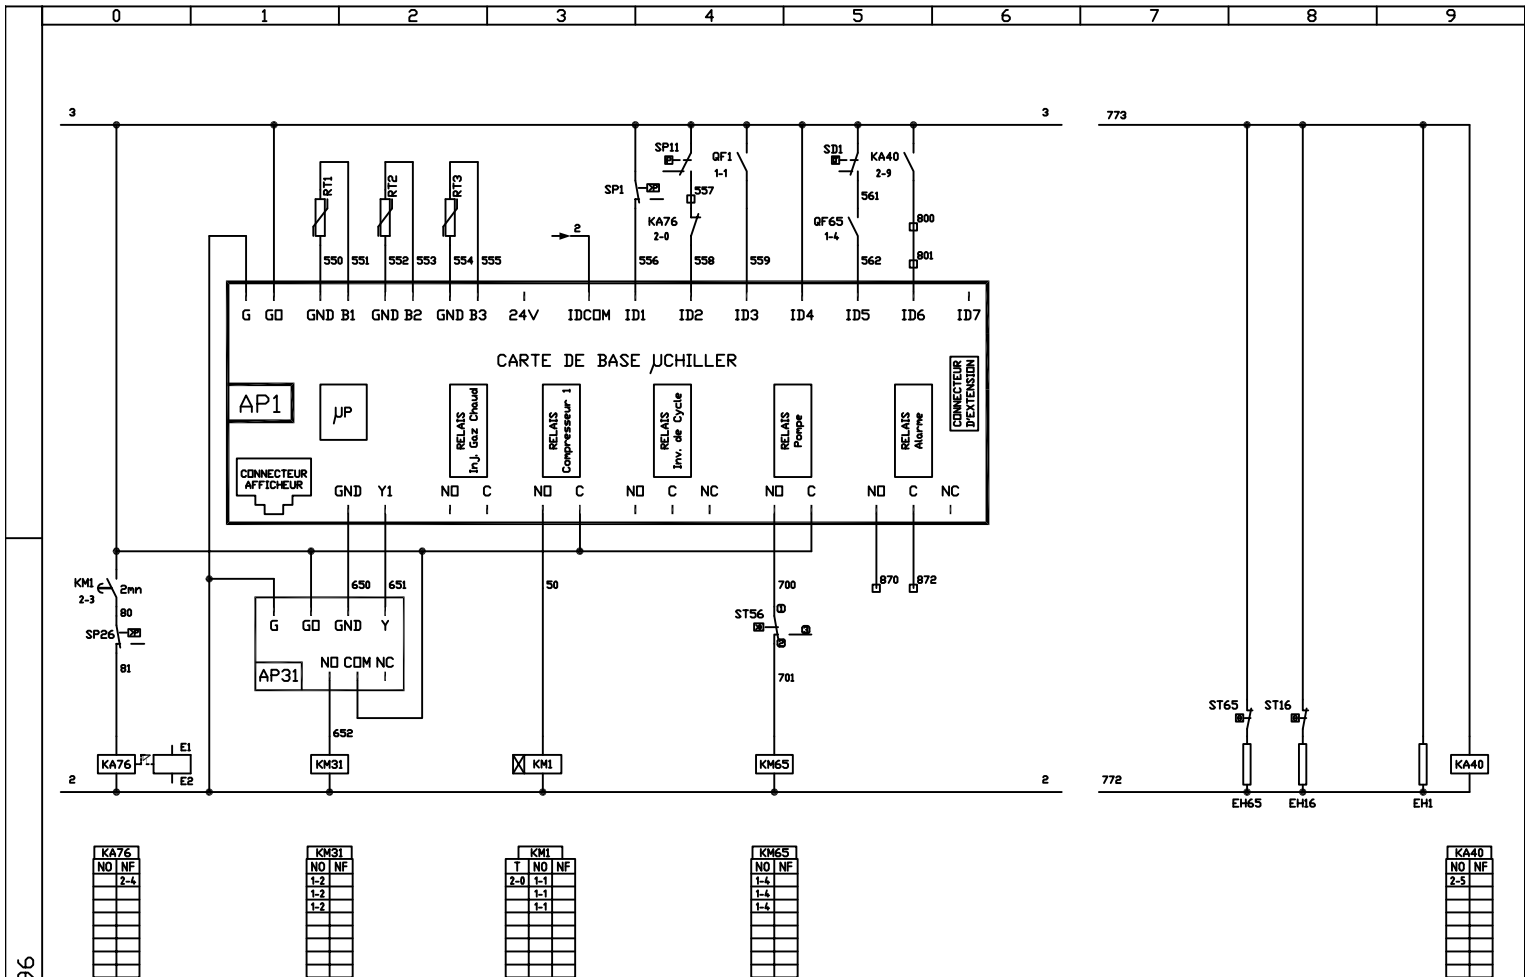 0 1 2 3 4 5 6 7 8 9
3 3 773
SP11 QF1 SD1 KA40
1-1 2-9
RT1 RT2 RT3
SP1 557 561
KA76 2 QF65 800
2-0 1-4
550 551 552 553 554 555 556 558 559 562 801
G GO GND B1 GND B2 GND B3 24V IDCOM ID1 ID2 ID3 ID4 ID5 ID6 ID7
CARTE DE BASE µCHILLER
AP1
µP
RELAIS
Inj. Gaz Chaud
RELAIS
Compresseur 1
RELAIS
Inv. de Cycle
RELAIS
Pompe
RELAIS
Alarme
CONNECTEUR
D'EXTENSION
CONNECTEUR
AFFICHEUR
GND Y1 NO C NO C NO C NC NO C NO C NC
KM1 2mn 650 651 50 700 870 872
2-3
80
SP26
81
G GO GND Y
NO COM NC
AP31
652
ST56
1
3
2
701
ST65 ST16
KA76 E1 KM31 KM1 KM65 KA40
E2
2 2 772
EH65 EH16 EH1
KA76
NO NF
2-4
KM31
NO NF
1-2
1-2
1-2
KM1
T NO NF
2-0 1-1
1-1
1-1
KM65
NO NF
1-4
1-4
1-4
KA40
NO NF
2-5